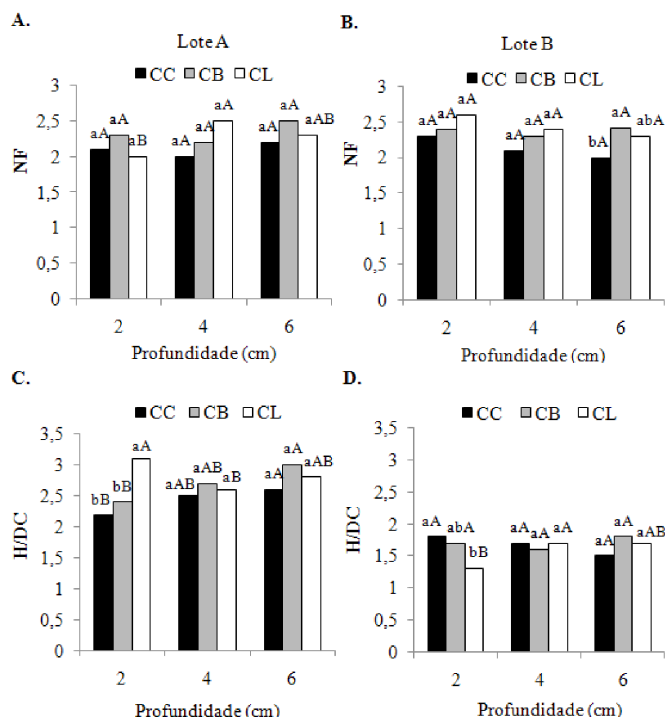 A.
Lote A
CC CB CL
3
2,5
2
1,5
1
0,5
0
NF
aA aA aB aA aA aA aA aA aAB
2 4 6
Profundidade (cm)
B.
Lote B
CC CB CL
3
2,5
2
1,5
1
0,5
0
NF
aA aA aA aA aA aA bA aA abA
2 4 6
Profundidade (cm)
C.
CC CB CL
3,5
3
2,5
2
1,5
1
0,5
0
H/DC
bB bB aA aAB aAB aB aA aA aAB
2 4 6
Profundidade (cm)
D.
CC CB CL
3,5
3
2,5
2
1,5
1
0,5
0
H/DC
aA abA bB aA aA aA aA aA aAB
2 4 6
Profundidade (cm)